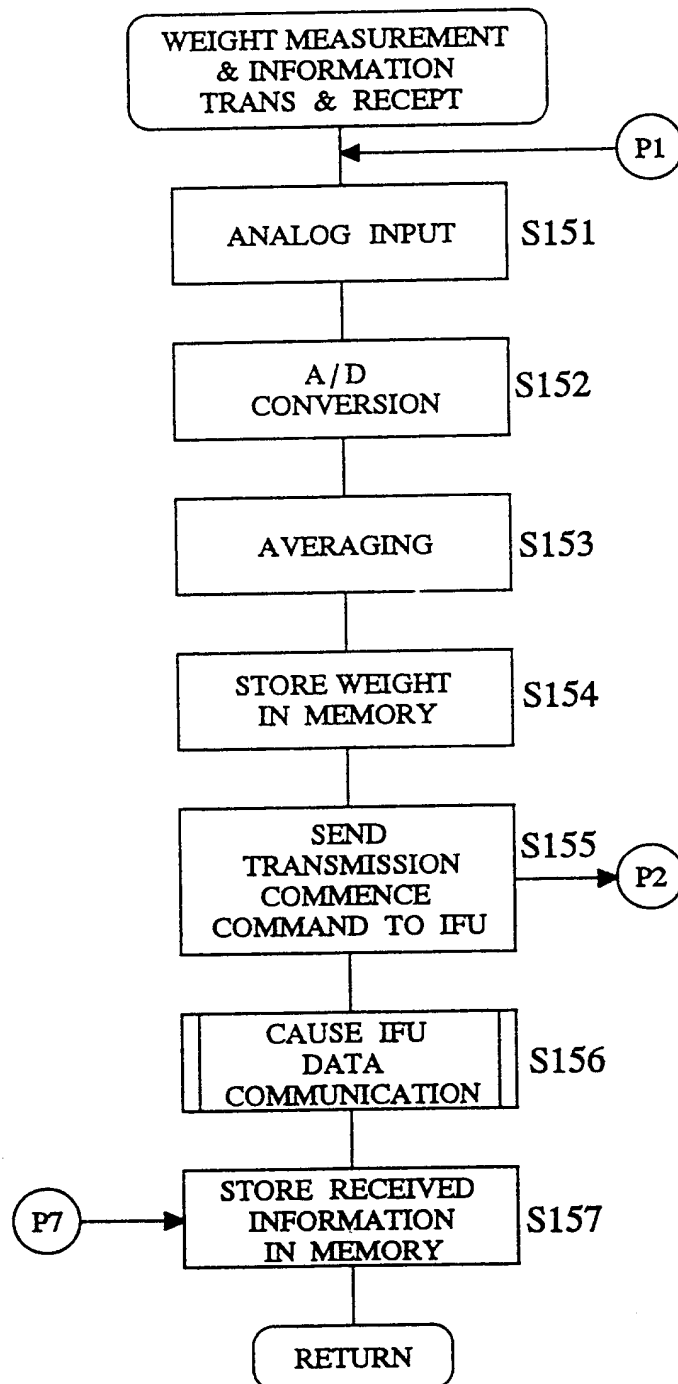 WEIGHT MEASUREMENT
& INFORMATION
TRANS & RECEPT
P1
ANALOG INPUT
S151
A/D
CONVERSION
S152
AVERAGING
S153
STORE WEIGHT
IN MEMORY
S154
SEND
TRANSMISSION
COMMENCE
COMMAND TO IFU
S155
P2
CAUSE IFU
DATA
COMMUNICATION
S156
P7
STORE RECEIVED
INFORMATION
IN MEMORY
S157
RETURN